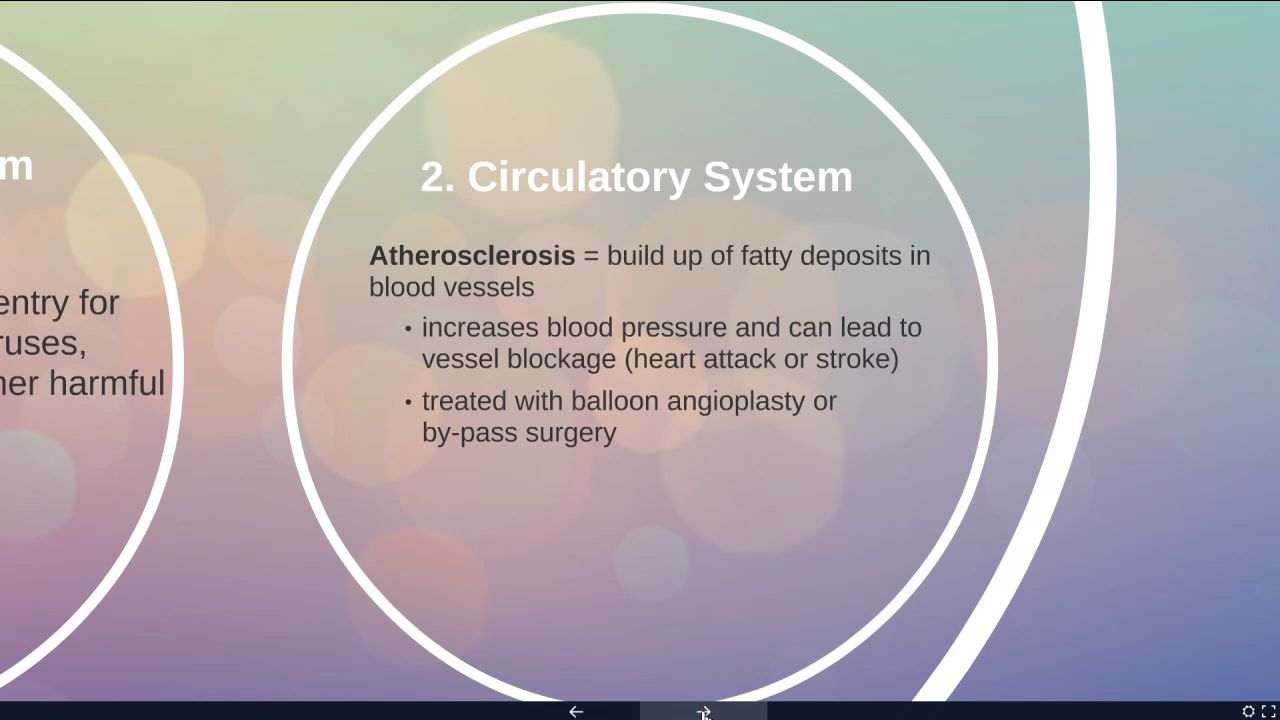 m
entry for
ruses,
her harmful
2. Circulatory System
Atherosclerosis = build up of fatty deposits in
blood vessels
• increases blood pressure and can lead to
vessel blockage (heart attack or stroke)
• treated with balloon angioplasty or
by-pass surgery